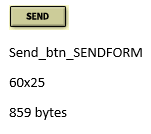 SEND
Send_btn_SENDFORM
60x25
859 bytes